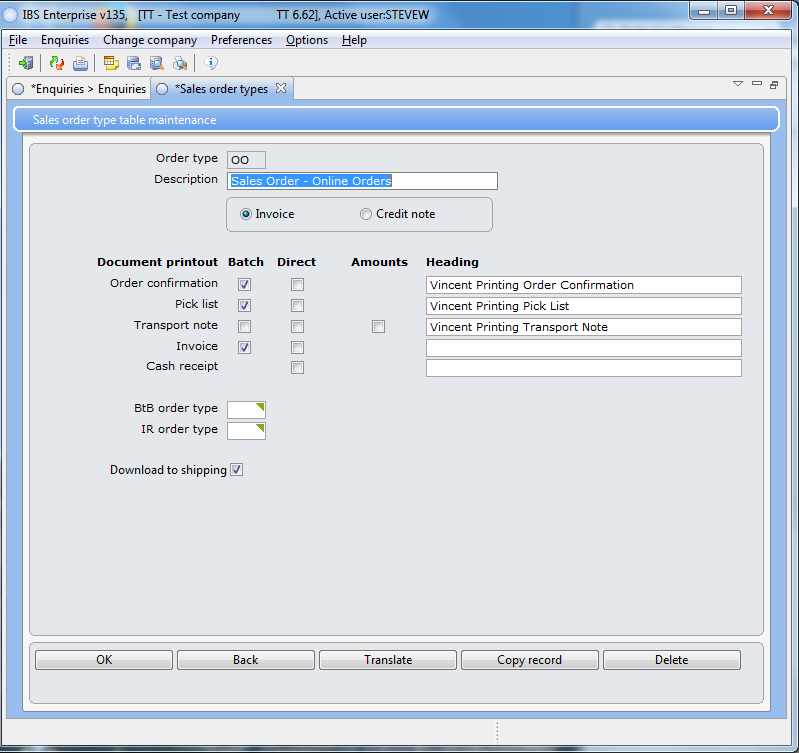 IBS Enterprise v135,   [TT - Test company   TT 6.62], Active user:STEVEW
File Enquiries Change company Preferences Options Help
*Enquiries > Enquiries *Sales order types
Sales order type table maintenance
Order type OO
Description Sales Order - Online Orders
Invoice Credit note
Document printout Batch Direct Amounts Heading
Order confirmation Vincent Printing Order Confirmation
Pick list Vincent Printing Pick List
Transport note Vincent Printing Transport Note
Invoice
Cash receipt
BtB order type
IR order type
Download to shipping
OK Back Translate Copy record Delete